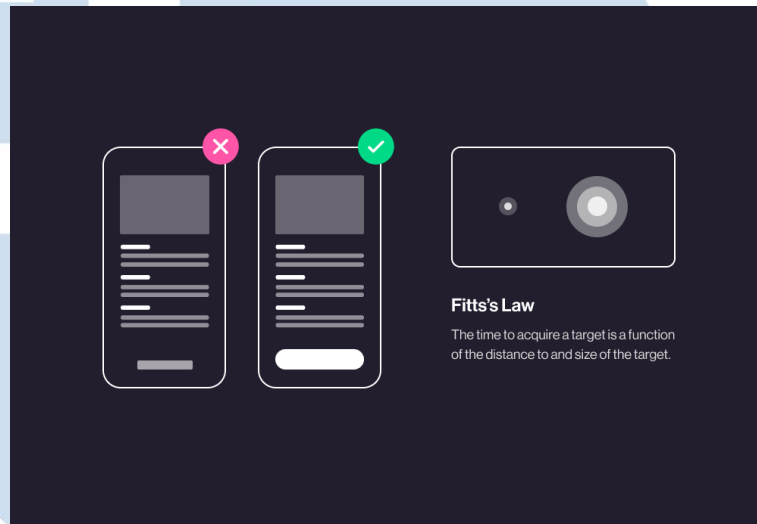 Fitts's Law
The time to acquire a target is a function
of the distance to and size of the target.